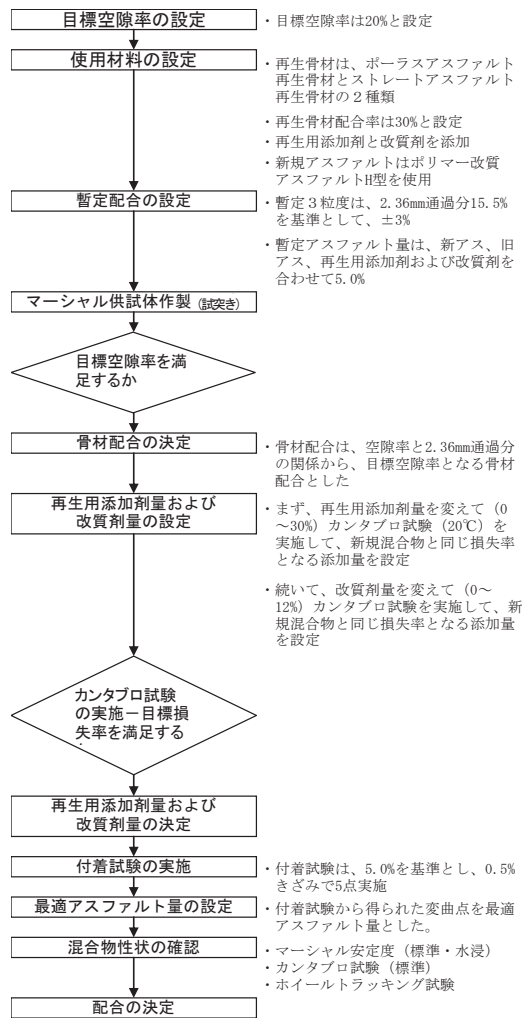 目標空隙率の設定
・目標空隙率は20%と設定
使用材料の設定
・再生骨材は、ポーラスアスファルト
再生骨材とストレートアスファルト
再生骨材の２種類
・再生骨材配合率は30%と設定
・再生用添加剤と改質剤を添加
・新規アスファルトはポリマー改質
アスファルトH型を使用
暫定配合の設定
・暫定３粒度は、2.36mm通過分15.5%
を基準として、±3%
・暫定アスファルト量は、新アス、旧
アス、再生用添加剤および改質剤を
合わせて5.0%
マーシャル供試体作製（試突き）
目標空隙率を満
足するか
骨材配合の決定
・骨材配合は、空隙率と2.36mm通過分
の関係から、目標空隙率となる骨材
配合とした
再生用添加剤量および
改質剤量の設定
・まず、再生用添加剤量を変えて（0
～30%）カンタブロ試験（20℃）を
実施して、新規混合物と同じ損失率
となる添加量を設定
・続いて、改質剤量を変えて（0～
12%）カンタブロ試験を実施して、新
規混合物と同じ損失率となる添加量
を設定
カンタブロ試験
の実施－目標損
失率を満足する
再生用添加剤量および
改質剤量の決定
付着試験の実施
・付着試験は、5.0%を基準とし、0.5%
きざみで5点実施
最適アスファルト量の設定
・付着試験から得られた変曲点を最適
アスファルト量とした。
混合物性状の確認
・マーシャル安定度（標準・水浸）
・カンタブロ試験（標準）
・ホイールトラッキング試験
配合の決定